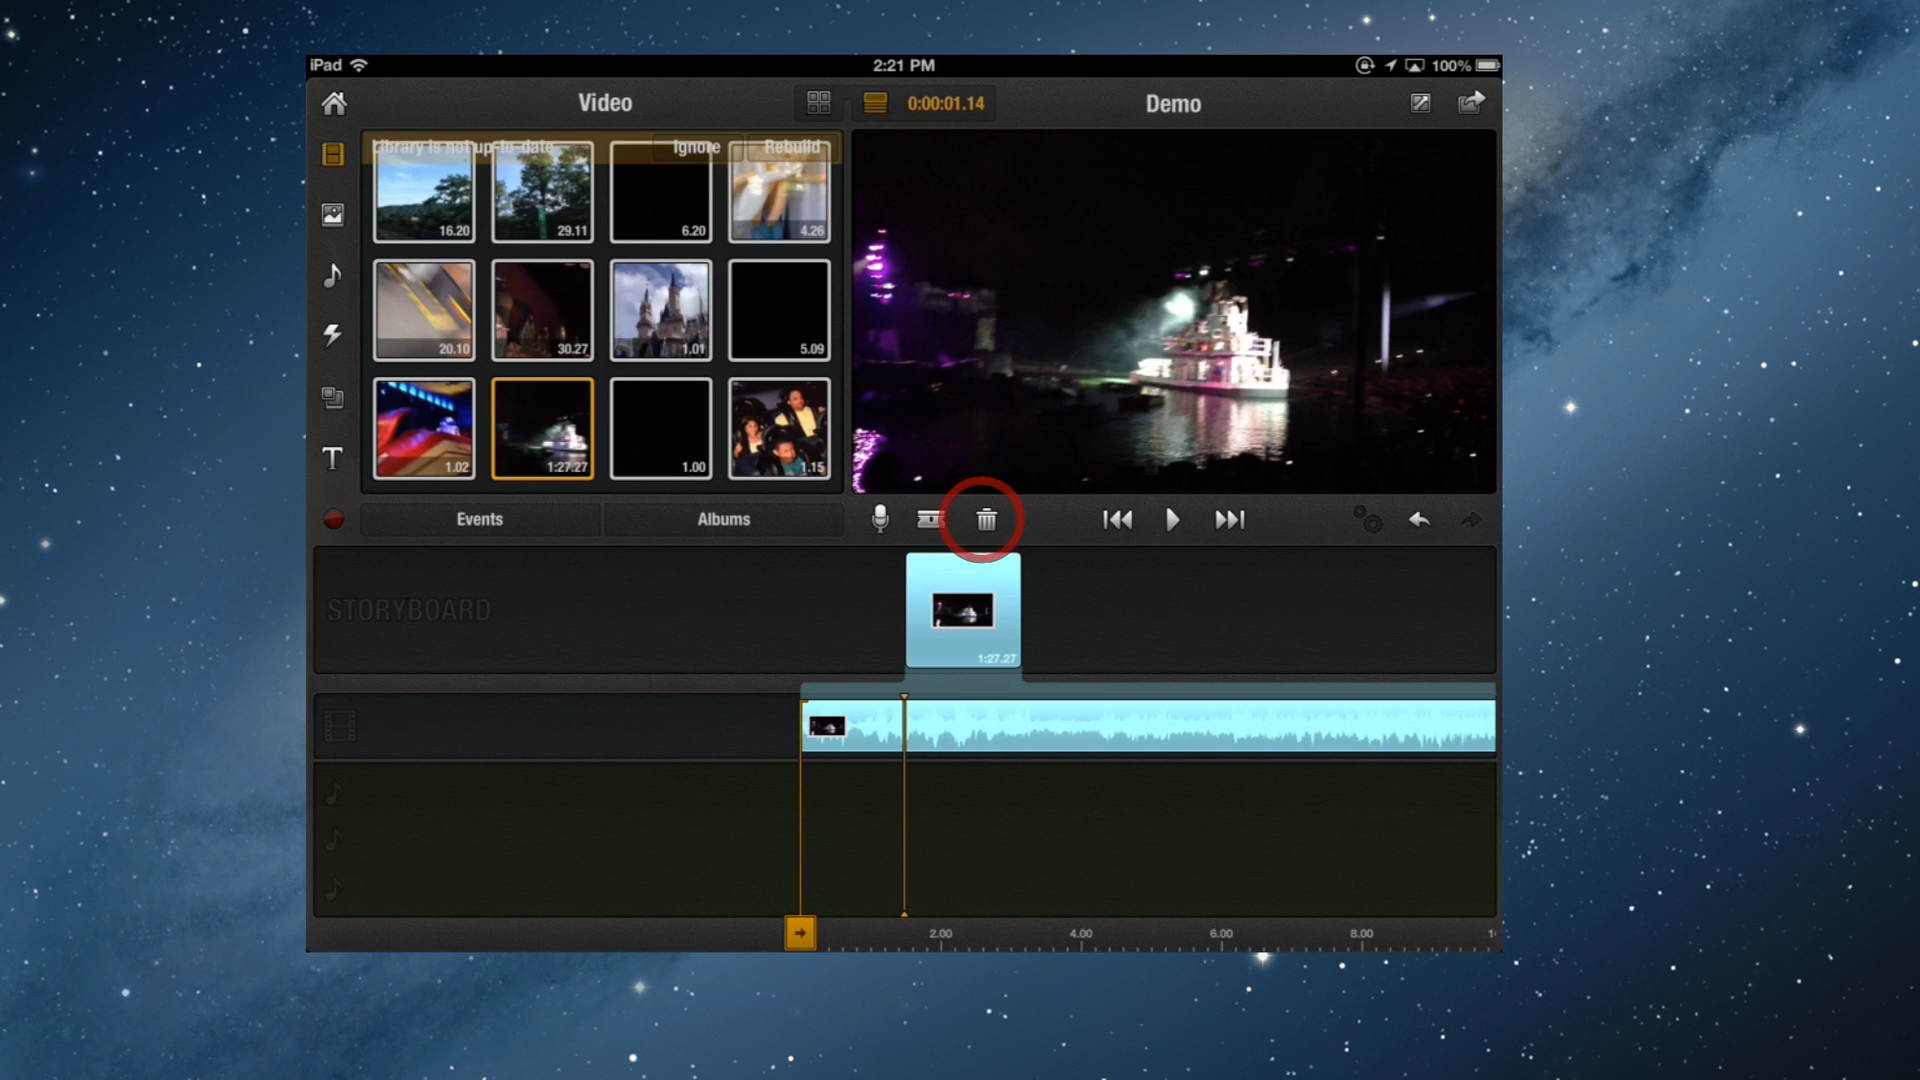 iPad 2:21 PM 100%
Video 0:00:01.14 Demo
Library is not up-to-date Ignore Rebuild
16.20 29.11 6.20 4.26
20.10 30.27 1.01 5.09
1.02 1:27.27 1.00 1.15
T
Events Albums
STORYBOARD
1:27.27
2.00 4.00 6.00 8.00